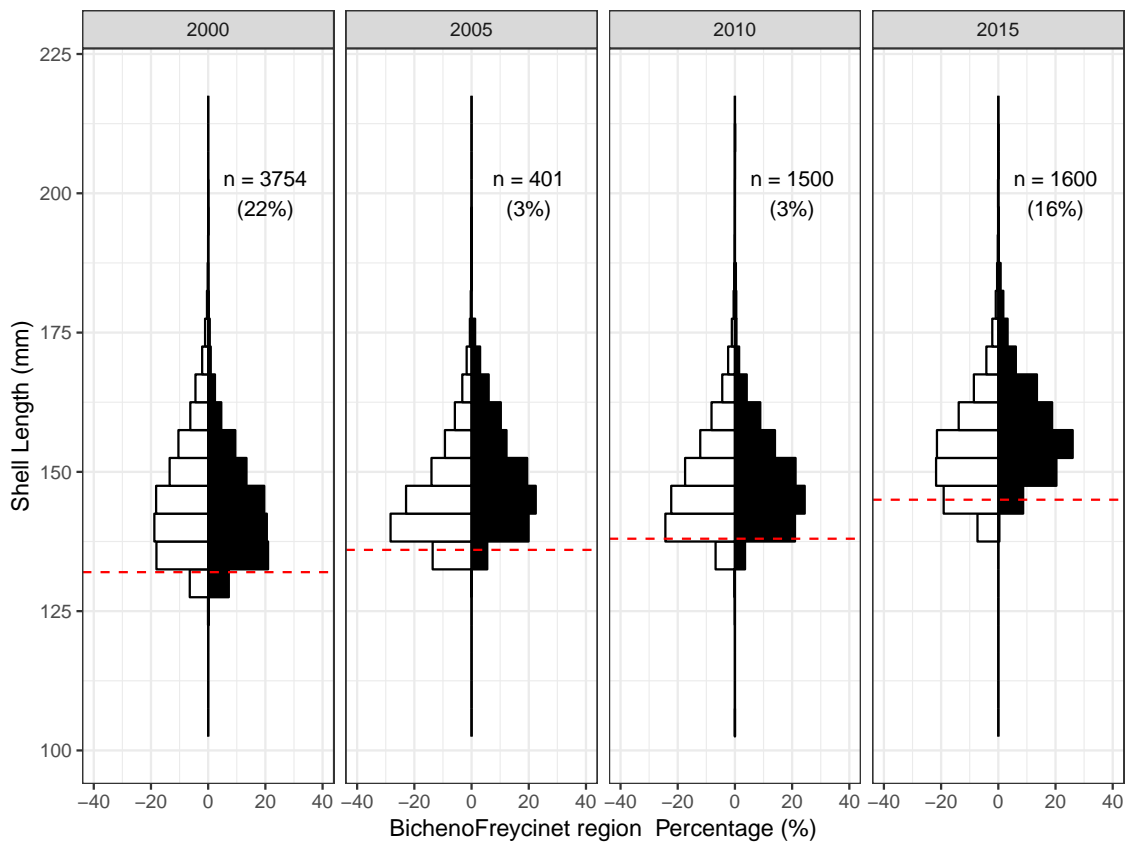 2000 2005 2010 2015
225
200
175
150
125
100
Shell Length (mm)
n = 3754
(22%)
n = 401
(3%)
n = 1500
(3%)
n = 1600
(16%)
−40 −20 0 20 40 −40 −20 0 20 40 −40 −20 0 20 40 −40 −20 0 20 40
BichenoFreycinet region  Percentage (%)